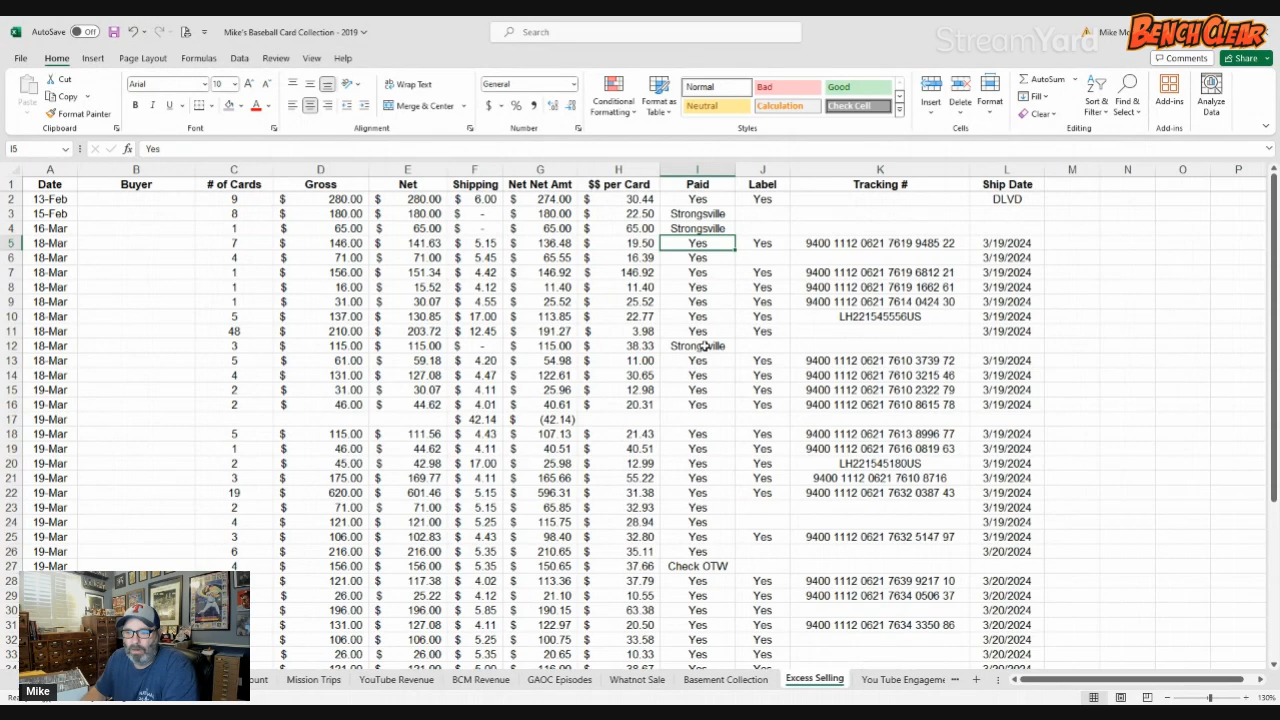 AutoSave Off Mike's Baseball Card Collection - 2019 Search StreamYard Mike BENCHCLEAR
File Home Insert Page Layout Formulas Data Review View Help Comments Share
Paste Cut Copy Format Painter Clipboard
Arial 10 B I U A Font
Wrap Text Merge & Center Alignment
General $ % Number
Conditional Formatting Format as Table Normal Bad Good Neutral Calculation Check Cell Styles
Insert Delete Format Cells
AutoSum Fill Clear Sort & Filter Find & Select Editing
Add-ins Add-ins
Analyze Data
I5 fx Yes
A B C D E F G H I J K L M N O P
1 Date Buyer # of Cards Gross Net Shipping Net Net Amt $$ per Card Paid Label Tracking # Ship Date
2 13-Feb 9 $ 280.00 $ 280.00 $ 6.00 $ 274.00 $ 30.44 Yes Yes DLVD
3 15-Feb 8 $ 180.00 $ 180.00 $ - $ 180.00 $ 22.50 Strongsville
4 16-Mar 1 $ 65.00 $ 65.00 $ - $ 65.00 $ 65.00 Strongsville
5 18-Mar 7 $ 146.00 $ 141.63 $ 5.15 $ 136.48 $ 19.50 Yes Yes 9400 1112 0621 7619 9485 22 3/19/2024
6 18-Mar 4 $ 71.00 $ 71.00 $ 5.45 $ 65.55 $ 16.39 Yes 3/19/2024
7 18-Mar 1 $ 156.00 $ 151.34 $ 4.42 $ 146.92 $ 146.92 Yes Yes 9400 1112 0621 7619 6812 21 3/19/2024
8 18-Mar 1 $ 16.00 $ 15.52 $ 4.12 $ 11.40 $ 11.40 Yes Yes 9400 1112 0621 7619 1662 61 3/19/2024
9 18-Mar 1 $ 31.00 $ 30.07 $ 4.55 $ 25.52 $ 25.52 Yes Yes 9400 1112 0621 7614 0424 30 3/19/2024
10 18-Mar 5 $ 137.00 $ 130.85 $ 17.00 $ 113.85 $ 22.77 Yes Yes LH221545556US 3/19/2024
11 18-Mar 48 $ 210.00 $ 203.72 $ 12.45 $ 191.27 $ 3.98 Yes Yes 3/19/2024
12 18-Mar 3 $ 115.00 $ 115.00 $ - $ 115.00 $ 38.33 Strongsville
13 18-Mar 5 $ 61.00 $ 59.18 $ 4.20 $ 54.98 $ 11.00 Yes Yes 9400 1112 0621 7610 3739 72 3/19/2024
14 18-Mar 4 $ 131.00 $ 127.08 $ 4.47 $ 122.61 $ 30.65 Yes Yes 9400 1112 0621 7610 3215 46 3/19/2024
15 19-Mar 2 $ 31.00 $ 30.07 $ 4.11 $ 25.96 $ 12.98 Yes Yes 9400 1112 0621 7610 2322 79 3/19/2024
16 19-Mar 2 $ 46.00 $ 44.62 $ 4.01 $ 40.61 $ 20.31 Yes Yes 9400 1112 0621 7610 8615 78 3/19/2024
17 19-Mar $ 42.14 $ (42.14)
18 19-Mar 5 $ 115.00 $ 111.56 $ 4.43 $ 107.13 $ 21.43 Yes Yes 9400 1112 0621 7613 8996 77 3/19/2024
19 19-Mar 1 $ 46.00 $ 44.62 $ 4.11 $ 40.51 $ 40.51 Yes Yes 9400 1112 0621 7616 0819 63 3/19/2024
20 19-Mar 2 $ 45.00 $ 42.98 $ 17.00 $ 25.98 $ 12.99 Yes Yes LH221545180US 3/19/2024
21 19-Mar 3 $ 175.00 $ 169.77 $ 4.11 $ 165.66 $ 55.22 Yes Yes 9400 1112 0621 7610 8716 3/19/2024
22 19-Mar 19 $ 620.00 $ 601.46 $ 5.15 $ 596.31 $ 31.38 Yes Yes 9400 1112 0621 7632 0387 43 3/19/2024
23 19-Mar 2 $ 71.00 $ 71.00 $ 5.15 $ 65.85 $ 32.93 Yes 3/19/2024
24 19-Mar 4 $ 121.00 $ 121.00 $ 5.25 $ 115.75 $ 28.94 Yes 3/19/2024
25 19-Mar 3 $ 106.00 $ 102.83 $ 4.43 $ 98.40 $ 32.80 Yes Yes 9400 1112 0621 7632 5147 97 3/19/2024
26 19-Mar 6 $ 216.00 $ 216.00 $ 5.35 $ 210.65 $ 35.11 Yes 3/20/2024
27 19-Mar 4 $ 156.00 $ 156.00 $ 5.35 $ 150.65 $ 37.66 Check OTW
28 $ 121.00 $ 117.38 $ 4.02 $ 113.36 $ 37.79 Yes Yes 9400 1112 0621 7639 9217 10 3/20/2024
$ 26.00 $ 25.22 $ 4.12 $ 21.10 $ 10.55 Yes Yes 9400 1112 0621 7634 0506 37 3/20/2024
$ 196.00 $ 196.00 $ 5.85 $ 190.15 $ 63.38 Yes Yes 3/20/2024
$ 131.00 $ 127.08 $ 4.11 $ 122.97 $ 20.50 Yes Yes 9400 1112 0621 7634 3350 86 3/20/2024
$ 106.00 $ 106.00 $ 5.25 $ 100.75 $ 33.58 Yes Yes 3/20/2024
$ 26.00 $ 26.00 $ 5.35 $ 20.65 $ 10.33 Yes Yes 3/20/2024
Mission Trips YouTube Revenue BCM Revenue GAOC Episodes Whatnot Sale Basement Collection Excess Selling You Tube Engageme
Mike
130%